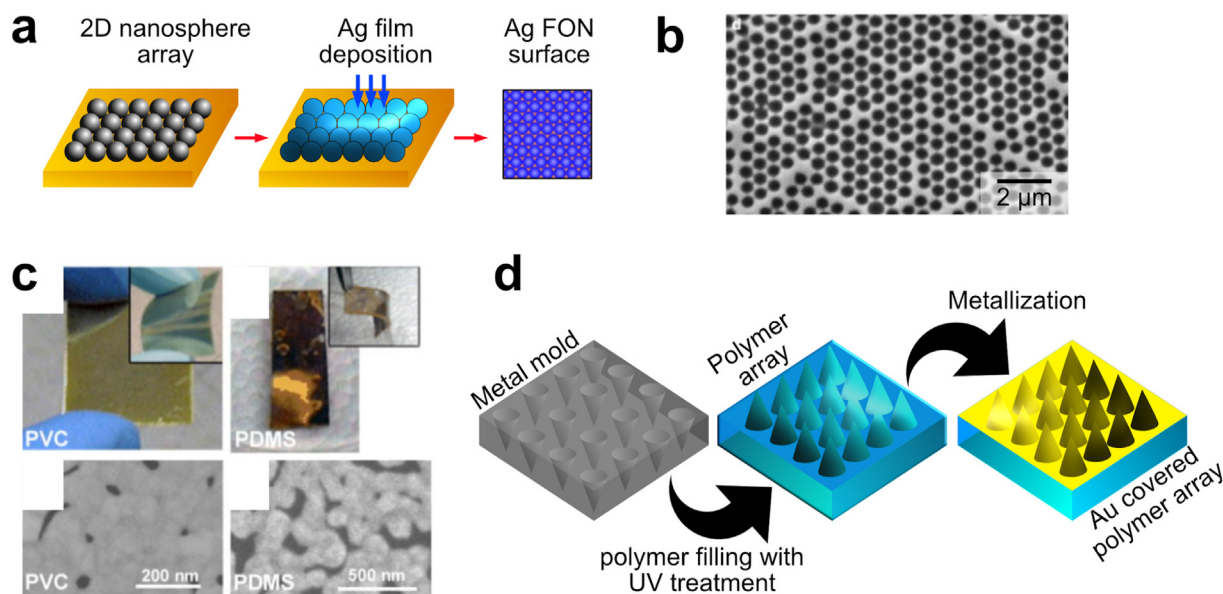 a
2D nanosphere
array
Ag film
deposition
Ag FON
surface
b
2 μm
c
PVC
PDMS
PVC
200 nm
PDMS
500 nm
d
Metal mold
Polymer
array
Metallization
polymer filling with
UV treatment
Au covered
polymer array